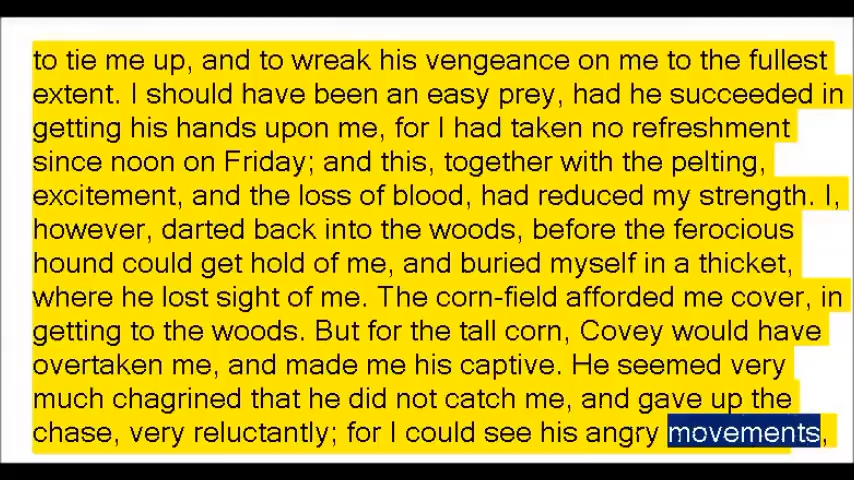 to tie me up, and to wreak his vengeance on me to the fullest
extent. I should have been an easy prey, had he succeeded in
getting his hands upon me, for I had taken no refreshment
since noon on Friday; and this, together with the pelting,
excitement, and the loss of blood, had reduced my strength. I,
however, darted back into the woods, before the ferocious
hound could get hold of me, and buried myself in a thicket,
where he lost sight of me. The corn-field afforded me cover, in
getting to the woods. But for the tall corn, Covey would have
overtaken me, and made me his captive. He seemed very
much chagrined that he did not catch me, and gave up the
chase, very reluctantly; for I could see his angry movements,